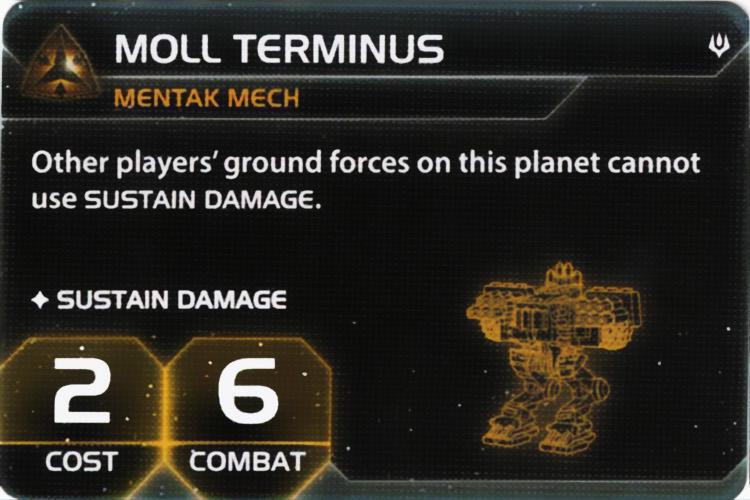 MOLL TERMINUS
MENTAK MECH
Other players' ground forces on this planet cannot
use SUSTAIN DAMAGE.
✦ SUSTAIN DAMAGE
2 6
COST COMBAT